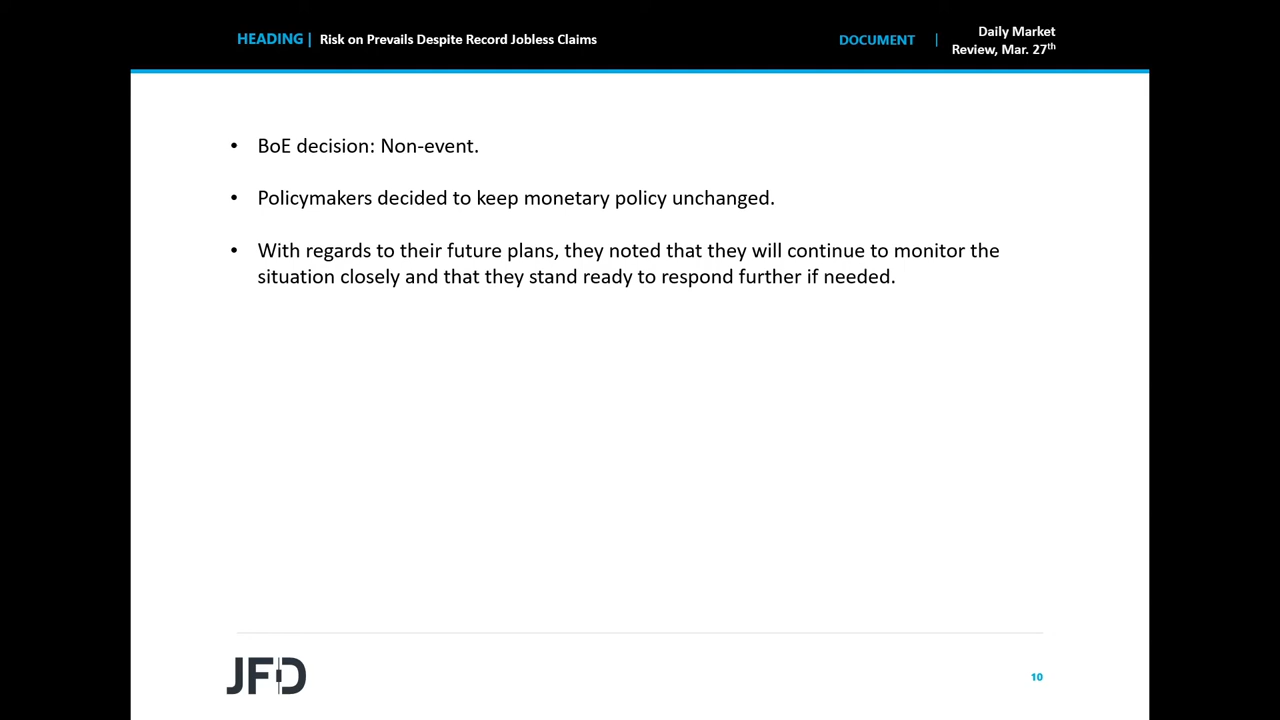 HEADING | Risk on Prevails Despite Record Jobless Claims
DOCUMENT | Daily Market
Review, Mar. 27th
• BoE decision: Non-event.
• Policymakers decided to keep monetary policy unchanged.
• With regards to their future plans, they noted that they will continue to monitor the
situation closely and that they stand ready to respond further if needed.
JFD
10